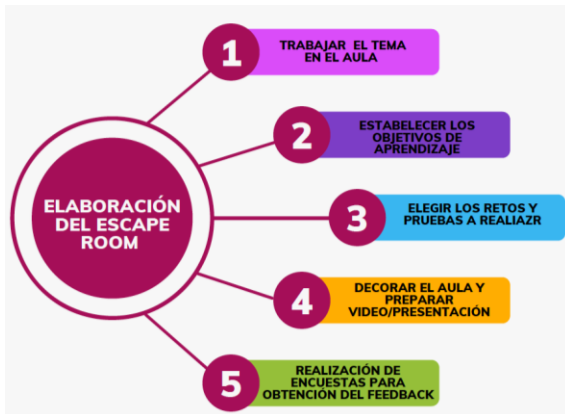 ELABORACIÓN
DEL ESCAPE
ROOM
1
TRABAJAR EL TEMA
EN EL AULA
2
ESTABELECER LOS
OBJETIVOS DE
APRENDIZAJE
3
ELEGIR LOS RETOS Y
PRUEBAS A REALIAZR
4
DECORAR EL AULA Y
PREPARAR
VIDEO/PRESENTACIÓN
5
REALIZACIÓN DE
ENCUESTAS PARA
OBTENCIÓN DEL FEEDBACK